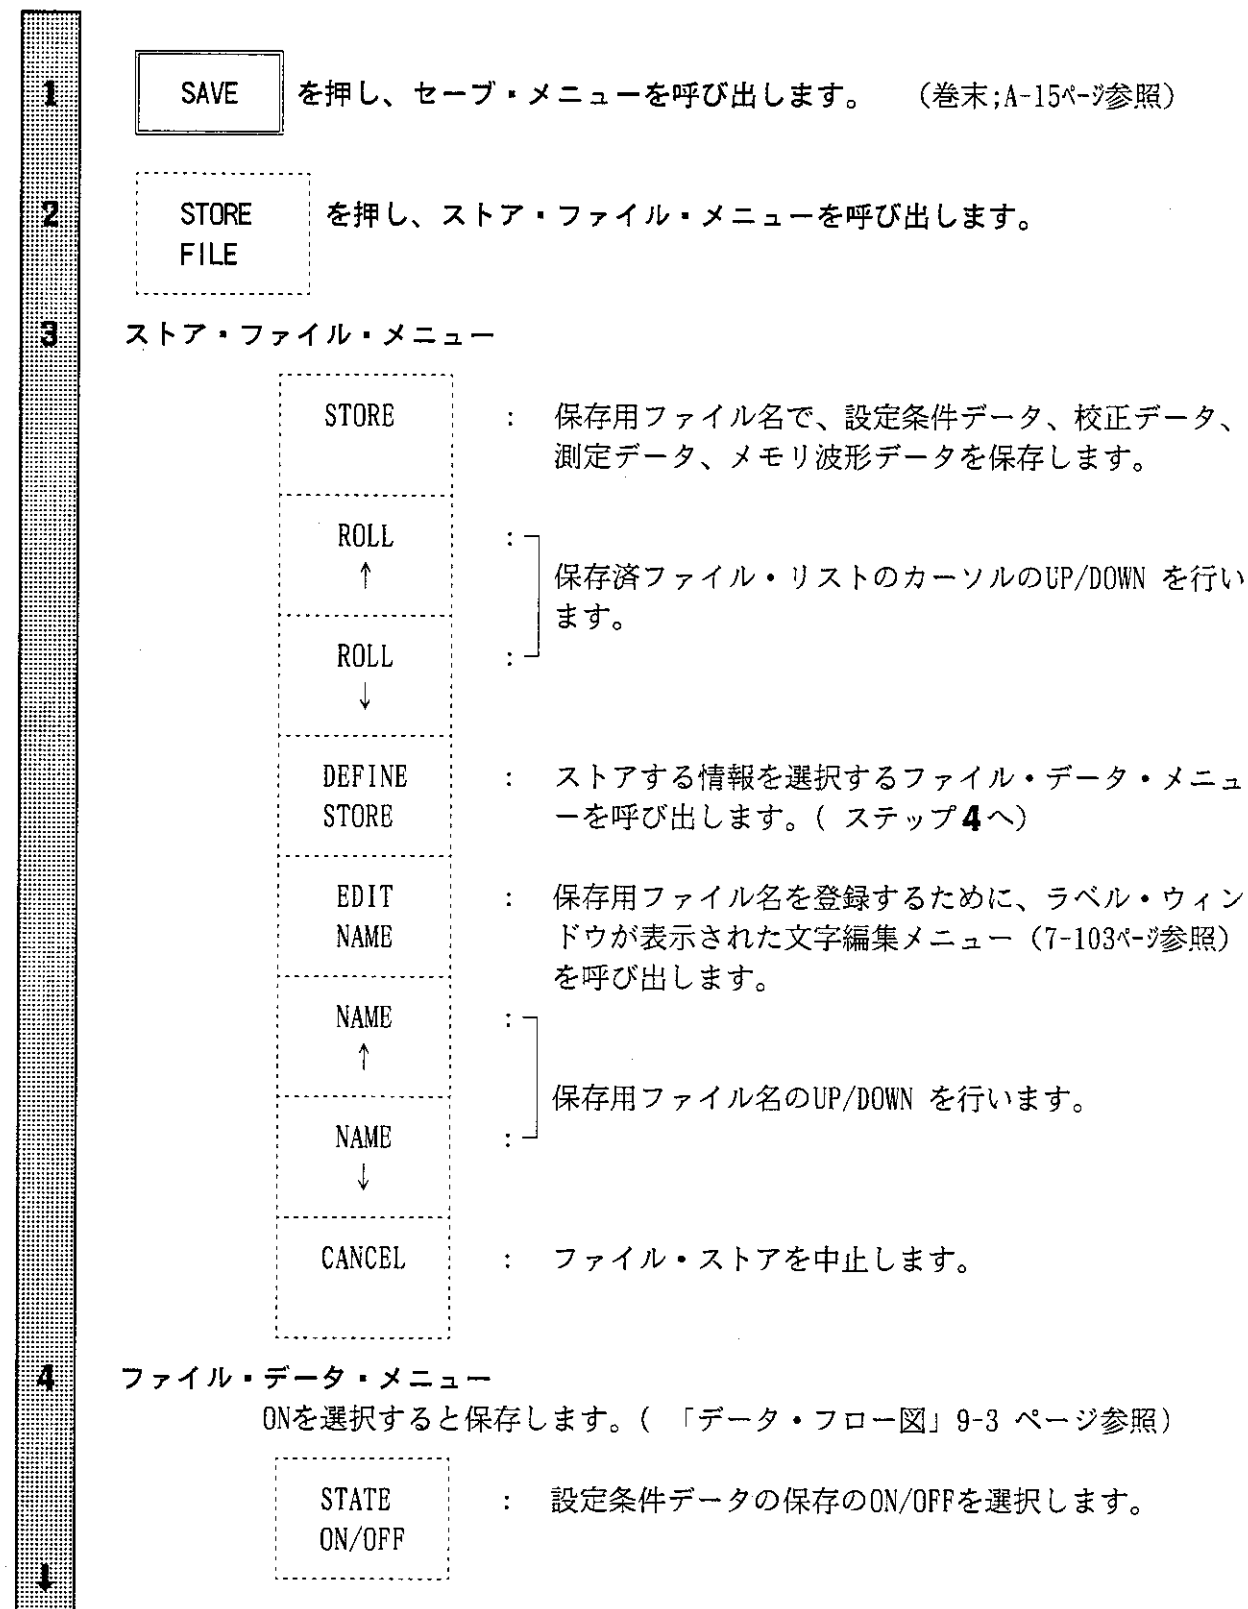 1 SAVE を押し、セーブ・メニューを呼び出します。 (巻末;A-15ページ参照)
2 STORE を押し、ストア・ファイル・メニューを呼び出します。
FILE
3 ストア・ファイル・メニュー
STORE : 保存用ファイル名で、設定条件データ、校正データ、
測定データ、メモリ波形データを保存します。
ROLL :
↑ 保存済ファイル・リストのカーソルのUP/DOWN を行い
ます。
ROLL :
↓
DEFINE : ストアする情報を選択するファイル・データ・メニュ
STORE ーを呼び出します。( ステップ4へ)
EDIT : 保存用ファイル名を登録するために、ラベル・ウィン
NAME ドウが表示された文字編集メニュー (7-103ページ参照)
を呼び出します。
NAME :
↑
保存用ファイル名のUP/DOWN を行います。
NAME :
↓
CANCEL : ファイル・ストアを中止します。
4 ファイル・データ・メニュー
ONを選択すると保存します。( 「データ・フロー図」9-3 ページ参照)
STATE : 設定条件データの保存のON/OFFを選択します。
ON/OFF
↓